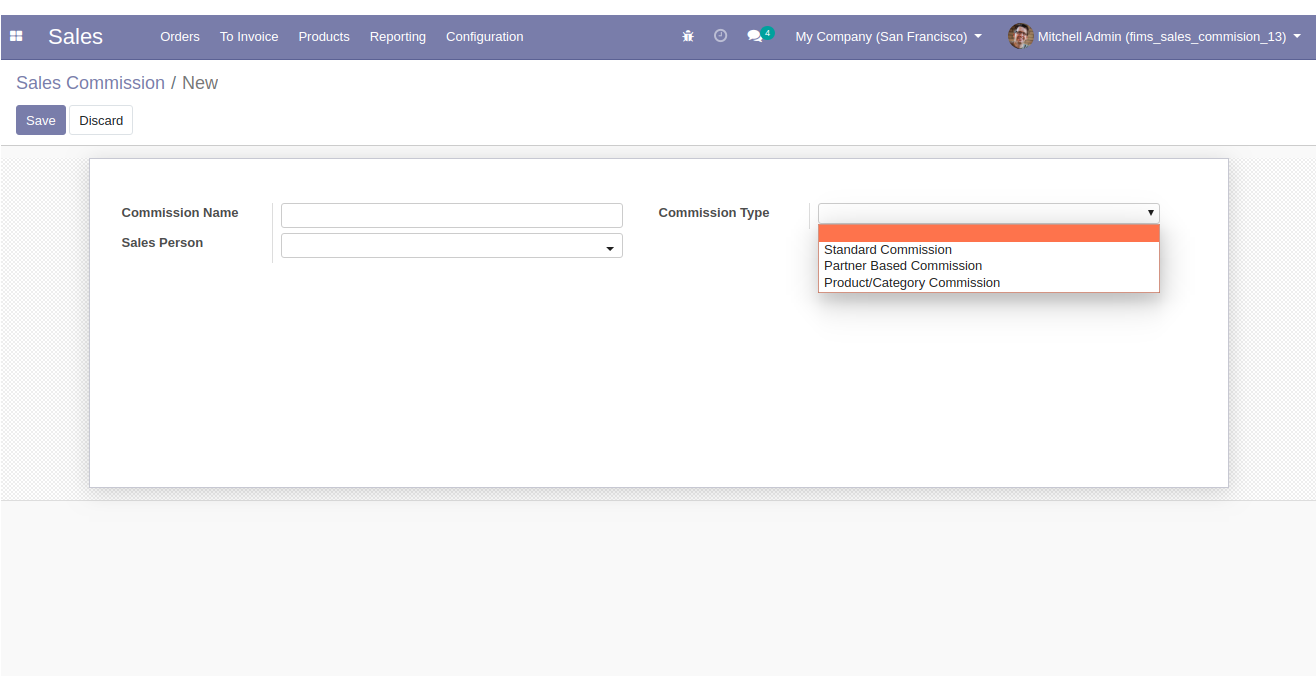 Sales Orders To Invoice Products Reporting Configuration 4 My Company (San Francisco) Mitchell Admin (fims_sales_commision_13)
Sales Commission / New
Save Discard
Commission Name Commission Type
Sales Person
Standard Commission
Partner Based Commission
Product/Category Commission